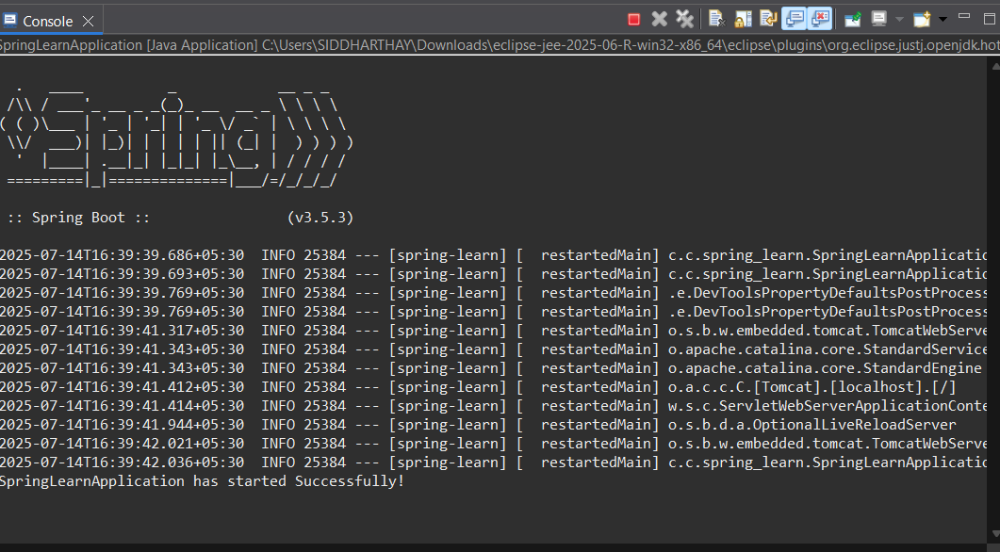 Console
SpringLearnApplication [Java Application] C:\Users\SIDDHARTHAY\Downloads\eclipse-jee-2025-06-R-win32-x86_64\eclipse\plugins\org.eclipse.justj.openjdk.hot
  .   ____          _            __ _ _
 /\\ / ___'_ __ _ _(_)_ __  __ _ \ \ \ \
( ( )\___ | '_ | '_| | '_ \/ _` | \ \ \ \
 \\/  ___)| |_)| | | | | || (_| |  ) ) ) )
  '  |____| .__|_| |_|_| |_\__, | / / / /
 =========|_|==============|___/=/_/_/_/
 :: Spring Boot ::                (v3.5.3)
2025-07-14T16:39:39.686+05:30  INFO 25384 --- [spring-learn] [  restartedMain] c.c.spring_learn.SpringLearnApplicatio
2025-07-14T16:39:39.693+05:30  INFO 25384 --- [spring-learn] [  restartedMain] c.c.spring_learn.SpringLearnApplicatio
2025-07-14T16:39:39.769+05:30  INFO 25384 --- [spring-learn] [  restartedMain] .e.DevToolsPropertyDefaultsPostProcess
2025-07-14T16:39:39.769+05:30  INFO 25384 --- [spring-learn] [  restartedMain] .e.DevToolsPropertyDefaultsPostProcess
2025-07-14T16:39:41.317+05:30  INFO 25384 --- [spring-learn] [  restartedMain] o.s.b.w.embedded.tomcat.TomcatWebServe
2025-07-14T16:39:41.343+05:30  INFO 25384 --- [spring-learn] [  restartedMain] o.apache.catalina.core.StandardService
2025-07-14T16:39:41.343+05:30  INFO 25384 --- [spring-learn] [  restartedMain] o.apache.catalina.core.StandardEngine
2025-07-14T16:39:41.412+05:30  INFO 25384 --- [spring-learn] [  restartedMain] o.a.c.c.C.[Tomcat].[localhost].[/]
2025-07-14T16:39:41.414+05:30  INFO 25384 --- [spring-learn] [  restartedMain] w.s.c.ServletWebServerApplicationConte
2025-07-14T16:39:41.944+05:30  INFO 25384 --- [spring-learn] [  restartedMain] o.s.b.d.a.OptionalLiveReloadServer
2025-07-14T16:39:42.021+05:30  INFO 25384 --- [spring-learn] [  restartedMain] o.s.b.w.embedded.tomcat.TomcatWebServe
2025-07-14T16:39:42.036+05:30  INFO 25384 --- [spring-learn] [  restartedMain] c.c.spring_learn.SpringLearnApplicatio
SpringLearnApplication has started Successfully!